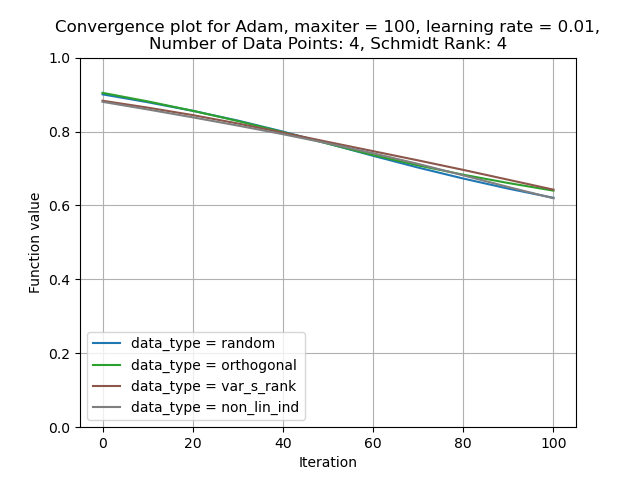 Convergence plot for Adam, maxiter = 100, learning rate = 0.01,
Number of Data Points: 4, Schmidt Rank: 4
1.0
0.8
0.6
0.4
0.2
0.0
Function value
data_type = random
data_type = orthogonal
data_type = var_s_rank
data_type = non_lin_ind
0 20 40 60 80 100
Iteration